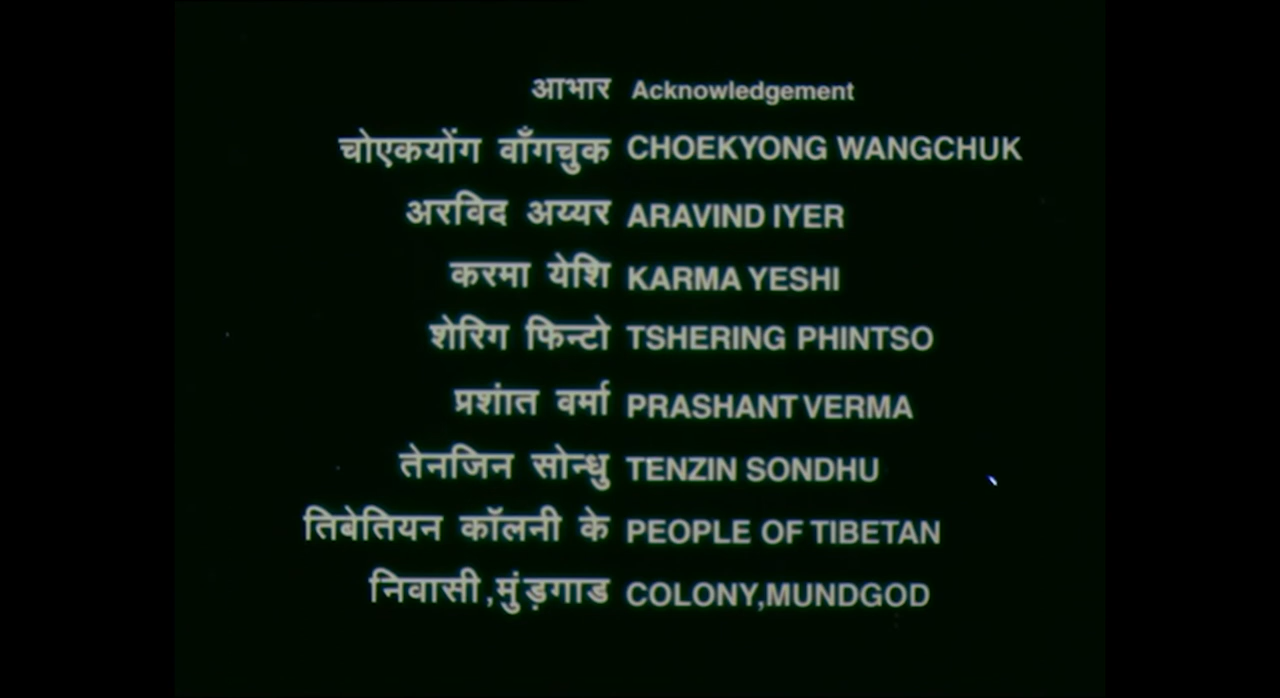 आभार Acknowledgement
चोएकयोंग वाँगचुक CHOEKYONG WANGCHUK
अरविद अय्यर ARAVIND IYER
करमा येशि KARMA YESHI
शेरिग फिन्टो TSHERING PHINTSO
प्रशांत वर्मा PRASHANT VERMA
तेनजिन सोन्धु TENZIN SONDHU
तिबेतियन कॉलनी के PEOPLE OF TIBETAN
निवासी,मुंड़गाड COLONY,MUNDGOD